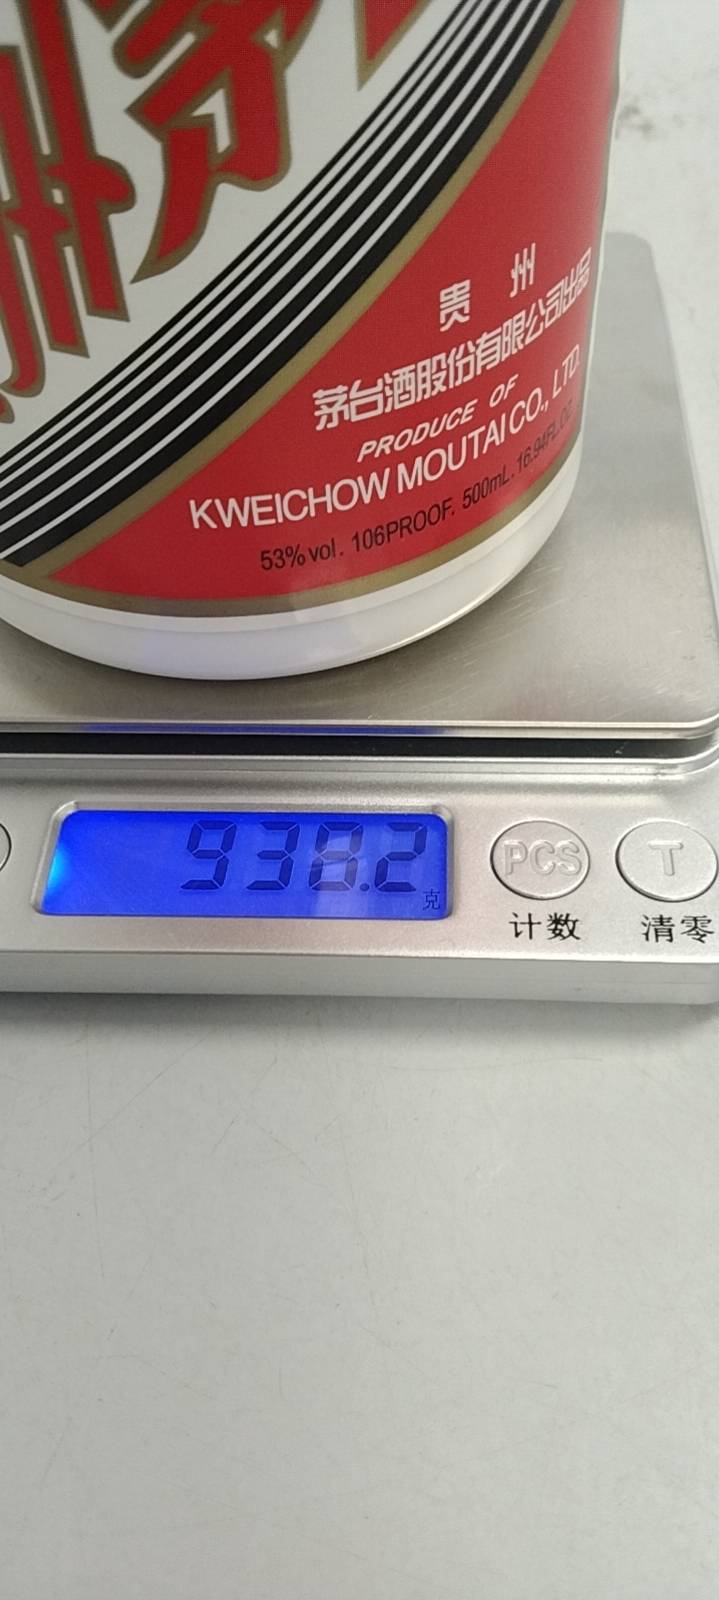 贵 州
茅台酒股份有限公司出品
PRODUCE OF
KWEICHOW MOUTAI CO., LTD.
53%vol. 106PROOF. 500mL. 16.94FL.OZ
938.2
克
PCS
T
计数
清零